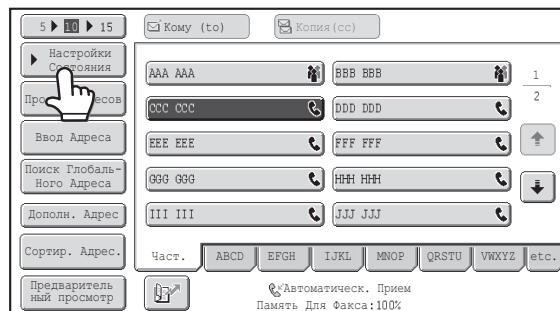 5 10 15
Кому (to)
Копия(cc)
Настройки
Состояния
AAA AAA
BBB BBB
1
2
CCC CCC
DDD DDD
Ввод Адреса
EEE EEE
FFF FFF
Поиск Глобаль-
Ного Адреса
GGG GGG
HHH HHH
Дополн. Адрес
III III
JJJ JJJ
Сортир. Адрес.
Част.
ABCD
EFGH
IJKL
MNOP
QRSTU
VWXYZ
etc.
Предваритель
ный просмотр
Автоматическ. Прием
Память Для Факса:100%